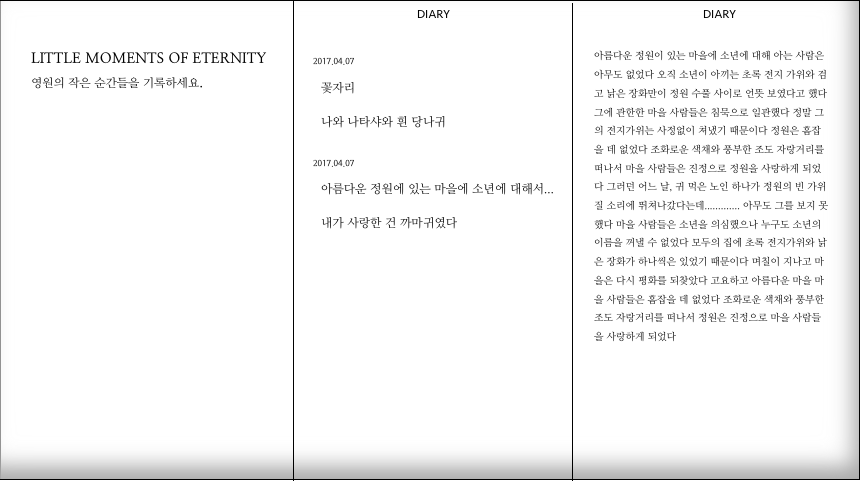 LITTLE MOMENTS OF ETERNITY
영원의 작은 순간들을 기록하세요.
DIARY
2017.04.07
꽃자리
나와 나타샤와 흰 당나귀
2017.04.07
아름다운 정원에 있는 마을에 소년에 대해서...
내가 사랑한 건 까마귀였다
DIARY
아름다운 정원이 있는 마을에 소년에 대해 아는 사람은
아무도 없었다 오직 소년이 아끼는 초록 전지 가위와 검
고 낡은 장화만이 정원 수풀 사이로 언뜻 보였다고 했다
그에 관한한 마을 사람들은 침묵으로 일관했다 정말 그
의 전지가위는 사정없이 쳐냈기 때문이다 정원은 흠잡
을 데 없었다 조화로운 색채와 풍부한 조도 자랑거리를
떠나서 마을 사람들은 진정으로 정원을 사랑하게 되었
다 그러던 어느 날, 귀 먹은 노인 하나가 정원의 빈 가위
질 소리에 뛰쳐나갔다는데............. 아무도 그를 보지 못
했다 마을 사람들은 소년을 의심했으나 누구도 소년의
이름을 꺼낼 수 없었다 모두의 집에 초록 전지가위와 낡
은 장화가 하나씩은 있었기 때문이다 며칠이 지나고 마
을은 다시 평화를 되찾았다 고요하고 아름다운 마을 마
을 사람들은 흠잡을 데 없었다 조화로운 색채와 풍부한
조도 자랑거리를 떠나서 정원은 진정으로 마을 사람들
을 사랑하게 되었다